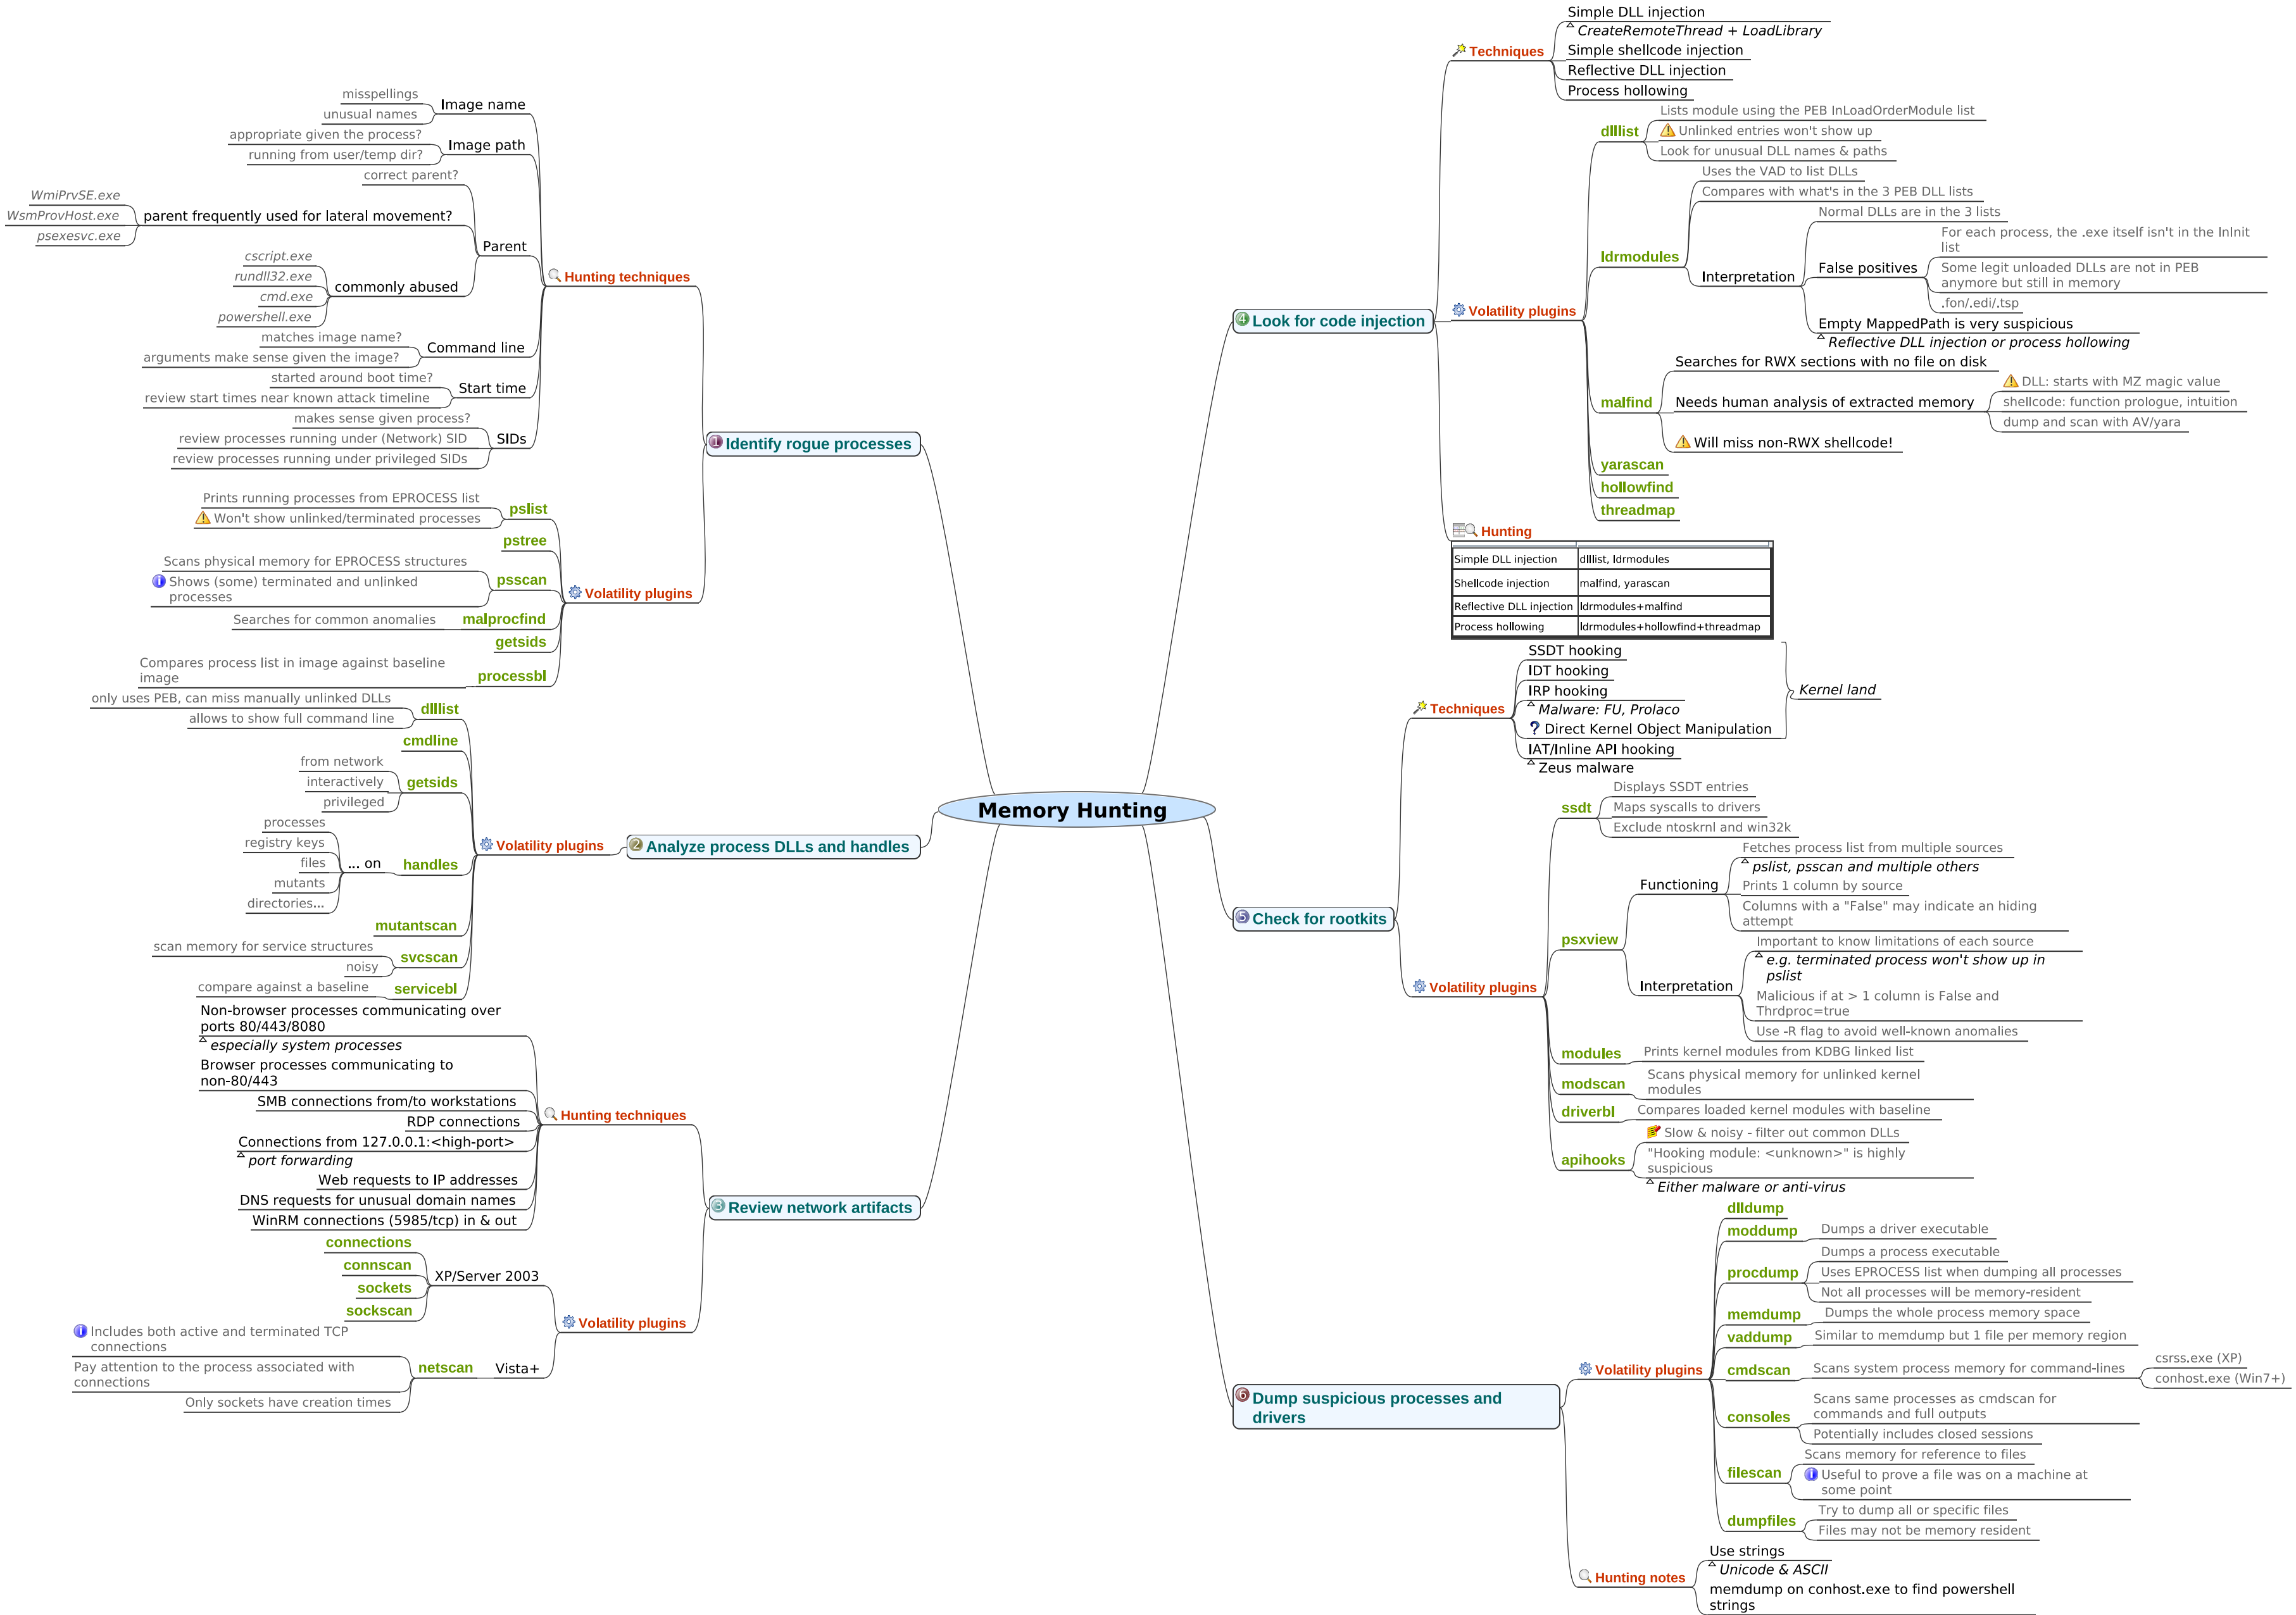 Memory Hunting
1 Identify rogue processes
Hunting techniques
Image name
misspellings
unusual names
Image path
appropriate given the process?
running from user/temp dir?
Parent
correct parent?
parent frequently used for lateral movement?
WmiPrvSE.exe
WsmProvHost.exe
psexesvc.exe
commonly abused
cscript.exe
rundll32.exe
cmd.exe
powershell.exe
Command line
matches image name?
arguments make sense given the image?
Start time
started around boot time?
review start times near known attack timeline
SIDs
makes sense given process?
review processes running under (Network) SID
review processes running under privileged SIDs
Volatility plugins
pslist
Prints running processes from EPROCESS list
Won't show unlinked/terminated processes
pstree
psscan
Scans physical memory for EPROCESS structures
Shows (some) terminated and unlinked
processes
malprocfind
Searches for common anomalies
getsids
processbl
Compares process list in image against baseline
image
2 Analyze process DLLs and handles
Volatility plugins
dlllist
only uses PEB, can miss manually unlinked DLLs
allows to show full command line
cmdline
getsids
from network
interactively
privileged
handles
... on
processes
registry keys
files
mutants
directories...
mutantscan
svcscan
scan memory for service structures
noisy
servicebl
compare against a baseline
3 Review network artifacts
Hunting techniques
Non-browser processes communicating over
ports 80/443/8080
especially system processes
Browser processes communicating to
non-80/443
SMB connections from/to workstations
RDP connections
Connections from 127.0.0.1:<high-port>
port forwarding
Web requests to IP addresses
DNS requests for unusual domain names
WinRM connections (5985/tcp) in & out
Volatility plugins
XP/Server 2003
connections
connscan
sockets
sockscan
Vista+
netscan
Includes both active and terminated TCP
connections
Pay attention to the process associated with
connections
Only sockets have creation times
4 Look for code injection
Techniques
Simple DLL injection
CreateRemoteThread + LoadLibrary
Simple shellcode injection
Reflective DLL injection
Process hollowing
Volatility plugins
dlllist
Lists module using the PEB InLoadOrderModule list
Unlinked entries won't show up
Look for unusual DLL names & paths
ldrmodules
Uses the VAD to list DLLs
Compares with what's in the 3 PEB DLL lists
Interpretation
Normal DLLs are in the 3 lists
False positives
For each process, the .exe itself isn't in the InInit
list
Some legit unloaded DLLs are not in PEB
anymore but still in memory
.fon/.edi/.tsp
Empty MappedPath is very suspicious
Reflective DLL injection or process hollowing
malfind
Searches for RWX sections with no file on disk
Needs human analysis of extracted memory
DLL: starts with MZ magic value
shellcode: function prologue, intuition
dump and scan with AV/yara
Will miss non-RWX shellcode!
yarascan
hollowfind
threadmap
Hunting
Simple DLL injection dlllist, ldrmodules
Shellcode injection malfind, yarascan
Reflective DLL injection ldrmodules+malfind
Process hollowing ldrmodules+hollowfind+threadmap
5 Check for rootkits
Techniques
SSDT hooking
IDT hooking
IRP hooking
Malware: FU, Prolaco
Direct Kernel Object Manipulation
Kernel land
IAT/Inline API hooking
Zeus malware
Volatility plugins
ssdt
Displays SSDT entries
Maps syscalls to drivers
Exclude ntoskrnl and win32k
psxview
Functioning
Fetches process list from multiple sources
pslist, psscan and multiple others
Prints 1 column by source
Columns with a "False" may indicate an hiding
attempt
Interpretation
Important to know limitations of each source
e.g. terminated process won't show up in
pslist
Malicious if at > 1 column is False and
Thrdproc=true
Use -R flag to avoid well-known anomalies
modules
Prints kernel modules from KDBG linked list
modscan
Scans physical memory for unlinked kernel
modules
driverbl
Compares loaded kernel modules with baseline
apihooks
Slow & noisy - filter out common DLLs
"Hooking module: <unknown>" is highly
suspicious
Either malware or anti-virus
6 Dump suspicious processes and
drivers
Volatility plugins
dlldump
moddump
Dumps a driver executable
procdump
Dumps a process executable
Uses EPROCESS list when dumping all processes
Not all processes will be memory-resident
memdump
Dumps the whole process memory space
vaddump
Similar to memdump but 1 file per memory region
cmdscan
Scans system process memory for command-lines
csrss.exe (XP)
conhost.exe (Win7+)
consoles
Scans same processes as cmdscan for
commands and full outputs
Potentially includes closed sessions
filescan
Scans memory for reference to files
Useful to prove a file was on a machine at
some point
dumpfiles
Try to dump all or specific files
Files may not be memory resident
Hunting notes
Use strings
Unicode & ASCII
memdump on conhost.exe to find powershell
strings